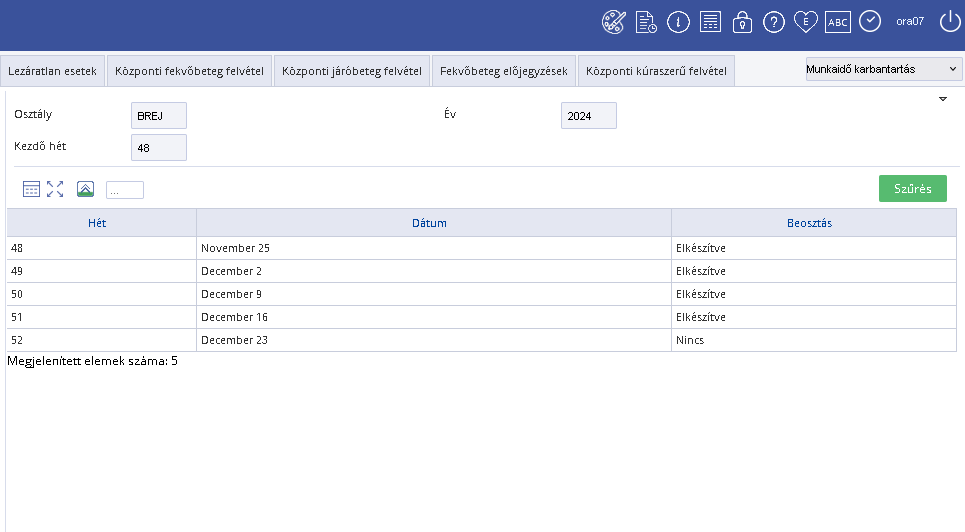 ABC ora07
Lezáratlan esetek Központi fekvőbeteg felvétel Központi járóbeteg felvétel Fekvőbeteg előjegyzések Központi kúraszerű felvétel Munkaidő karbantartás
Osztály BREJ Év 2024
Kezdő hét 48
... Szűrés
Hét Dátum Beosztás
48 November 25 Elkészítve
49 December 2 Elkészítve
50 December 9 Elkészítve
51 December 16 Elkészítve
52 December 23 Nincs
Megjelenített elemek száma: 5